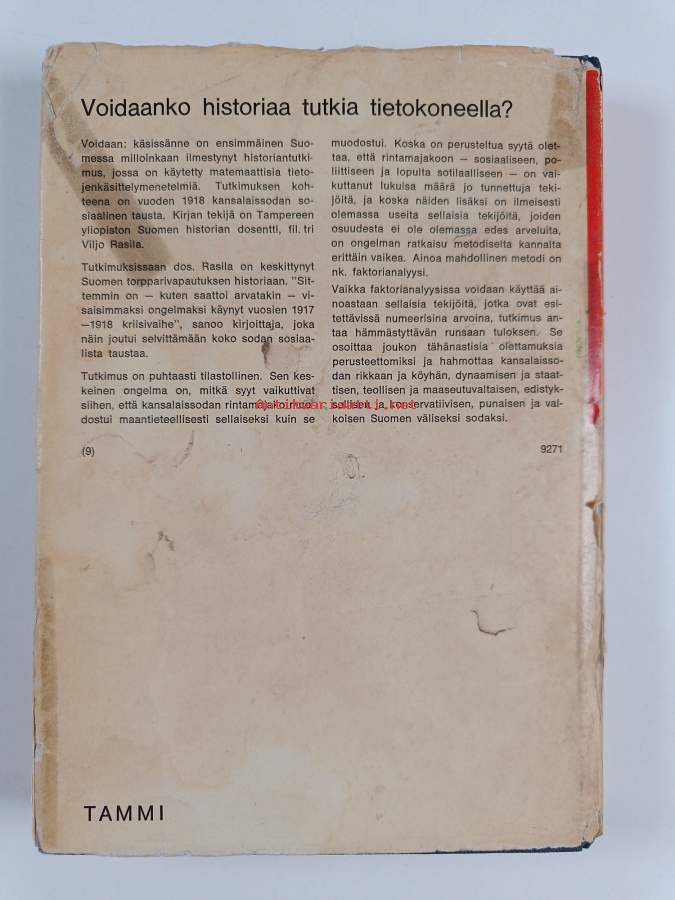 Voidaanko historiaa tutkia tietokoneella?
Voidaan: käsissänne on ensimmäinen Suo-
messa milloinkaan ilmestynyt historiantutki-
mus, jossa on käytetty matemaattisia tieto-
jenkäsittelymenetelmiä. Tutkimuksen koh-
teena on vuoden 1918 kansalaissodan so-
siaalinen tausta. Kirjan tekijä on Tampereen
yliopiston Suomen historian dosentti, fil. tri
Viljo Rasila.
Tutkimuksissaan dos. Rasila on keskittynyt
Suomen torpparivapautuksen historiaan. "Sit-
temmin on — kuten saattoi arvatakin — vi-
saisimmaksi ongelmaksi käynyt vuosien 1917
—1918 kriisivaihe", sanoo kirjoittaja, joka
näin joutui selvittämään koko sodan sosiaa-
lista taustaa.
Tutkimus on puhtaasti tilastollinen. Sen kes-
keinen ongelma on, mitkä syyt vaikuttivat
siihen, että kansalaissodan rintamajako muo-
dostui maantieteellisesti sellaiseksi kuin se
muodostui. Koska on perusteltua syytä olet-
taa, että rintamajakoon — sosiaaliseen, po-
liittiseen ja lopulta sotilaalliseen — on vai-
kuttanut lukuisa määrä jo tunnettuja teki-
jöitä, ja koska näiden lisäksi on ilmeisesti
olemassa useita sellaisia tekijöitä, joiden
osuudesta ei ole olemassa edes arveluita,
on ongelman ratkaisu metodiselta kannalta
erittäin vaikea. Ainoa mahdollinen metodi on
nk. faktorianalyysi.
Vaikka faktorianalyysissa voidaan käyttää ai-
noastaan sellaisia tekijöitä, jotka ovat esi-
tettävissä numeerisina arvoina, tutkimus an-
taa hämmästyttävän runsaan tuloksen. Se
osoittaa joukon tähänastisia olettamuksia
perusteettomiksi ja hahmottaa kansalaisso-
dan rikkaan ja köyhän, dynaamisen ja staat-
tisen, teollisen ja maaseutuvaltaisen, edistyk-
sellisen ja konservatiivisen, punaisen ja val-
koisen Suomen väliseksi sodaksi.
(9)
9271
TAMMI